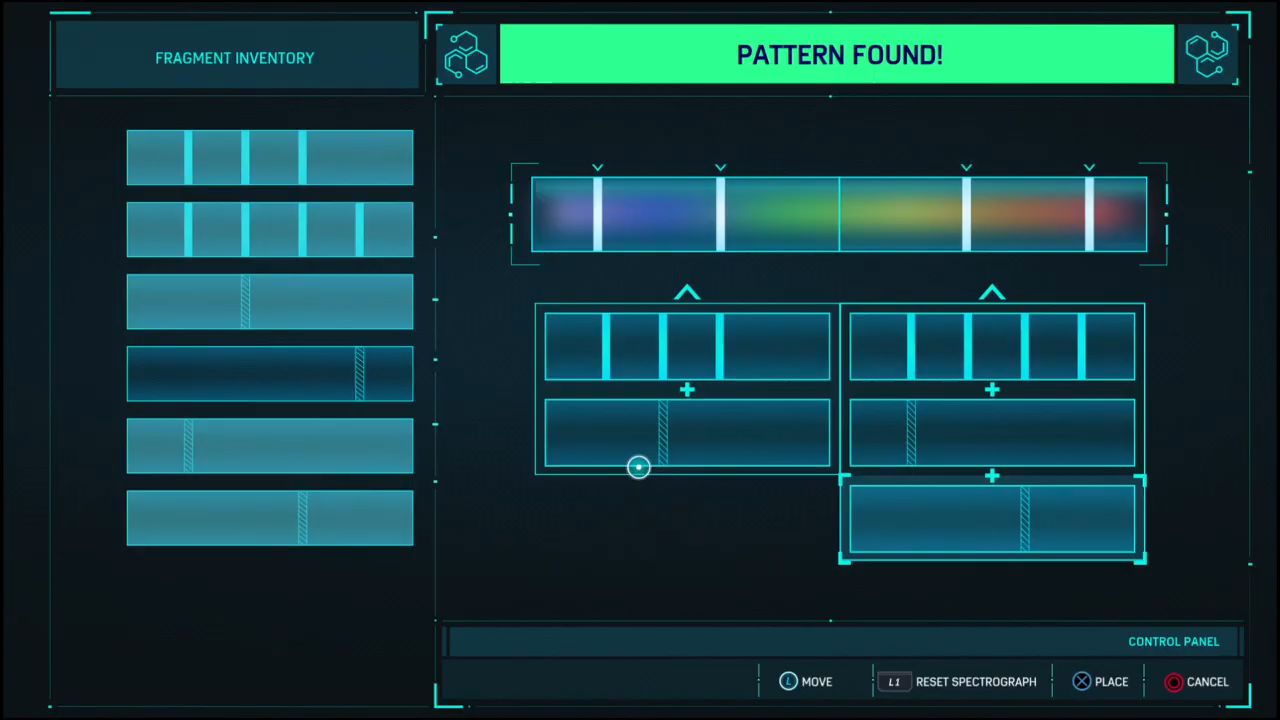 FRAGMENT INVENTORY
PATTERN FOUND!
CONTROL PANEL
L MOVE
L1 RESET SPECTROGRAPH
PLACE
CANCEL